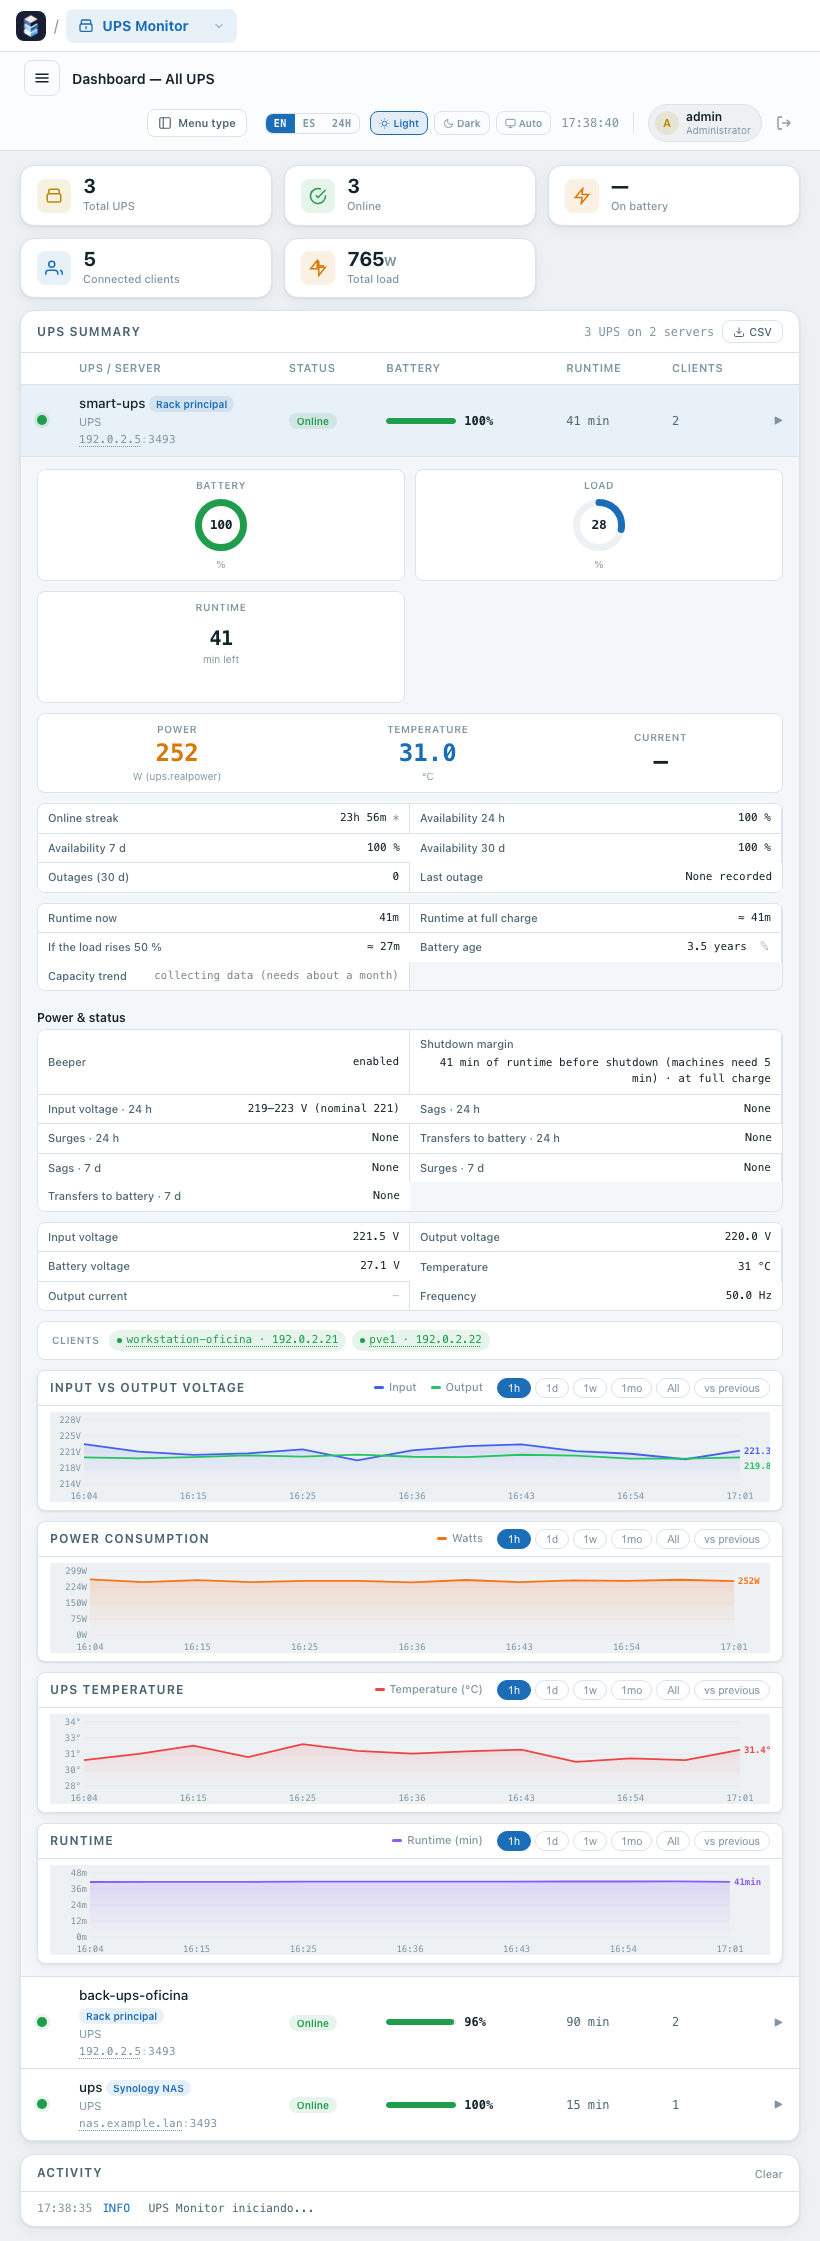 / UPS Monitor
Dashboard — All UPS
Menu type EN ES 24H Light Dark Auto 17:38:40 A admin
Administrator
3
Total UPS
3
Online
—
On battery
5
Connected clients
765W
Total load
UPS SUMMARY 3 UPS on 2 servers CSV
UPS / SERVER STATUS BATTERY RUNTIME CLIENTS
smart-ups Rack principal
UPS
192.0.2.5:3493
Online 100% 41 min 2
BATTERY
100
%
LOAD
28
%
RUNTIME
41
min left
POWER
252
W (ups.realpower)
TEMPERATURE
31.0
°C
CURRENT
—
Online streak 23h 56m * Availability 24 h 100 %
Availability 7 d 100 % Availability 30 d 100 %
Outages (30 d) 0 Last outage None recorded
Runtime now 41m Runtime at full charge ≈ 41m
If the load rises 50 % ≈ 27m Battery age 3.5 years
Capacity trend collecting data (needs about a month)
Power & status
Beeper enabled
Shutdown margin
41 min of runtime before shutdown (machines need 5
min) · at full charge
Input voltage · 24 h 219–223 V (nominal 221) Sags · 24 h None
Surges · 24 h None Transfers to battery · 24 h None
Sags · 7 d None Surges · 7 d None
Transfers to battery · 7 d None
Input voltage 221.5 V Output voltage 220.0 V
Battery voltage 27.1 V Temperature 31 °C
Output current — Frequency 50.0 Hz
CLIENTS workstation-oficina · 192.0.2.21 pve1 · 192.0.2.22
INPUT VS OUTPUT VOLTAGE Input Output 1h 1d 1w 1mo All vs previous
228V
225V
221V
218V
214V
221.3
219.8
16:04 16:15 16:25 16:36 16:43 16:54 17:01
POWER CONSUMPTION Watts 1h 1d 1w 1mo All vs previous
299W
224W
150W
75W
0W
252W
16:04 16:15 16:25 16:36 16:43 16:54 17:01
UPS TEMPERATURE Temperature (°C) 1h 1d 1w 1mo All vs previous
34°
33°
31°
30°
28°
31.4°
16:04 16:15 16:25 16:36 16:43 16:54 17:01
RUNTIME Runtime (min) 1h 1d 1w 1mo All vs previous
48m
36m
24m
12m
0m
41min
16:04 16:15 16:25 16:36 16:43 16:54 17:01
back-ups-oficina
Rack principal
UPS
192.0.2.5:3493
Online 96% 90 min 2
ups Synology NAS
UPS
nas.example.lan:3493
Online 100% 15 min 1
ACTIVITY Clear
17:38:35 INFO UPS Monitor iniciando...